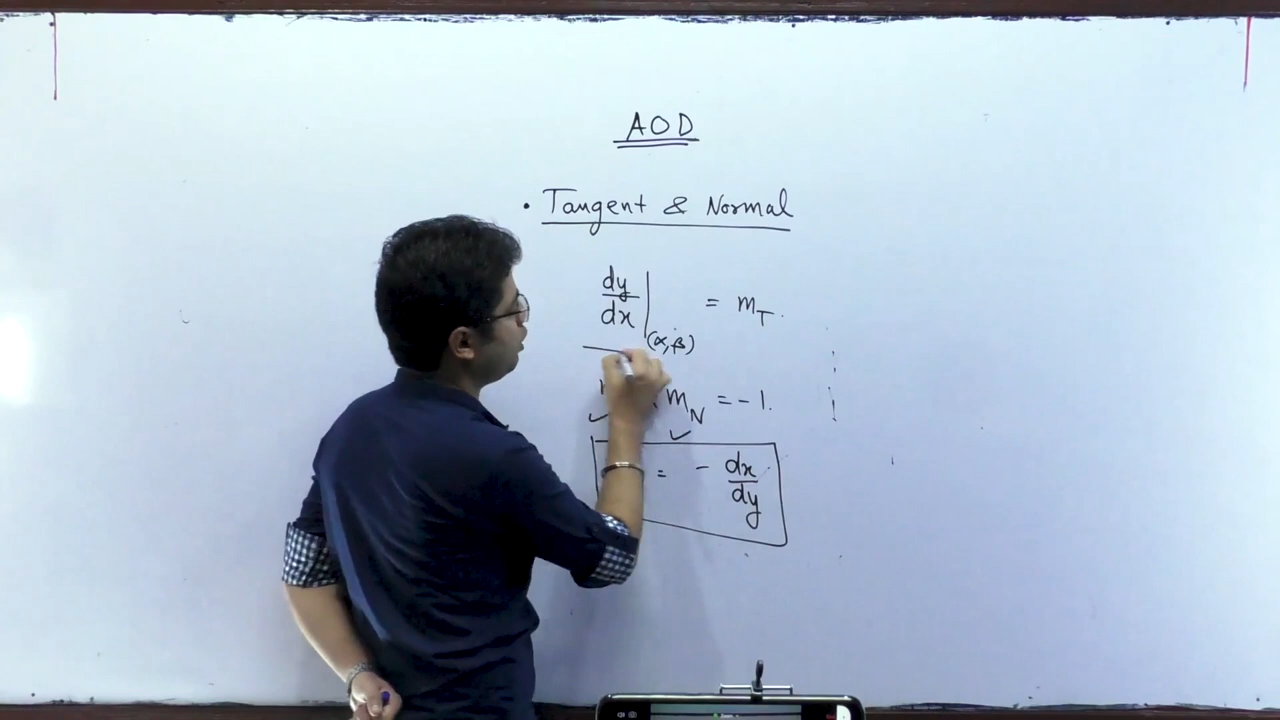 AOD
• Tangent & Normal
dy/dx |(α,β) = mT.
mN = -1.
= - dx/dy